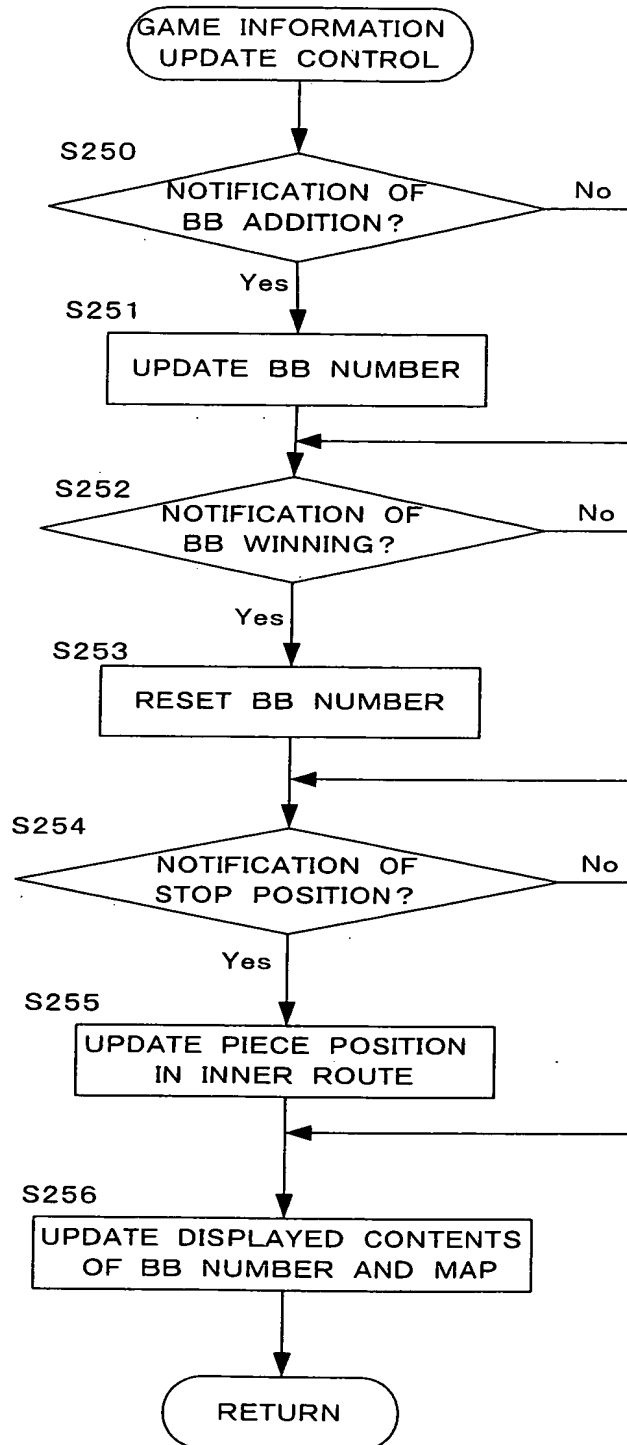 GAME INFORMATION
UPDATE CONTROL
S250
NOTIFICATION OF
BB ADDITION?
No
Yes
S251
UPDATE BB NUMBER
S252
NOTIFICATION OF
BB WINNING?
No
Yes
S253
RESET BB NUMBER
S254
NOTIFICATION OF
STOP POSITION?
No
Yes
S255
UPDATE PIECE POSITION
IN INNER ROUTE
S256
UPDATE DISPLAYED CONTENTS
OF BB NUMBER AND MAP
RETURN